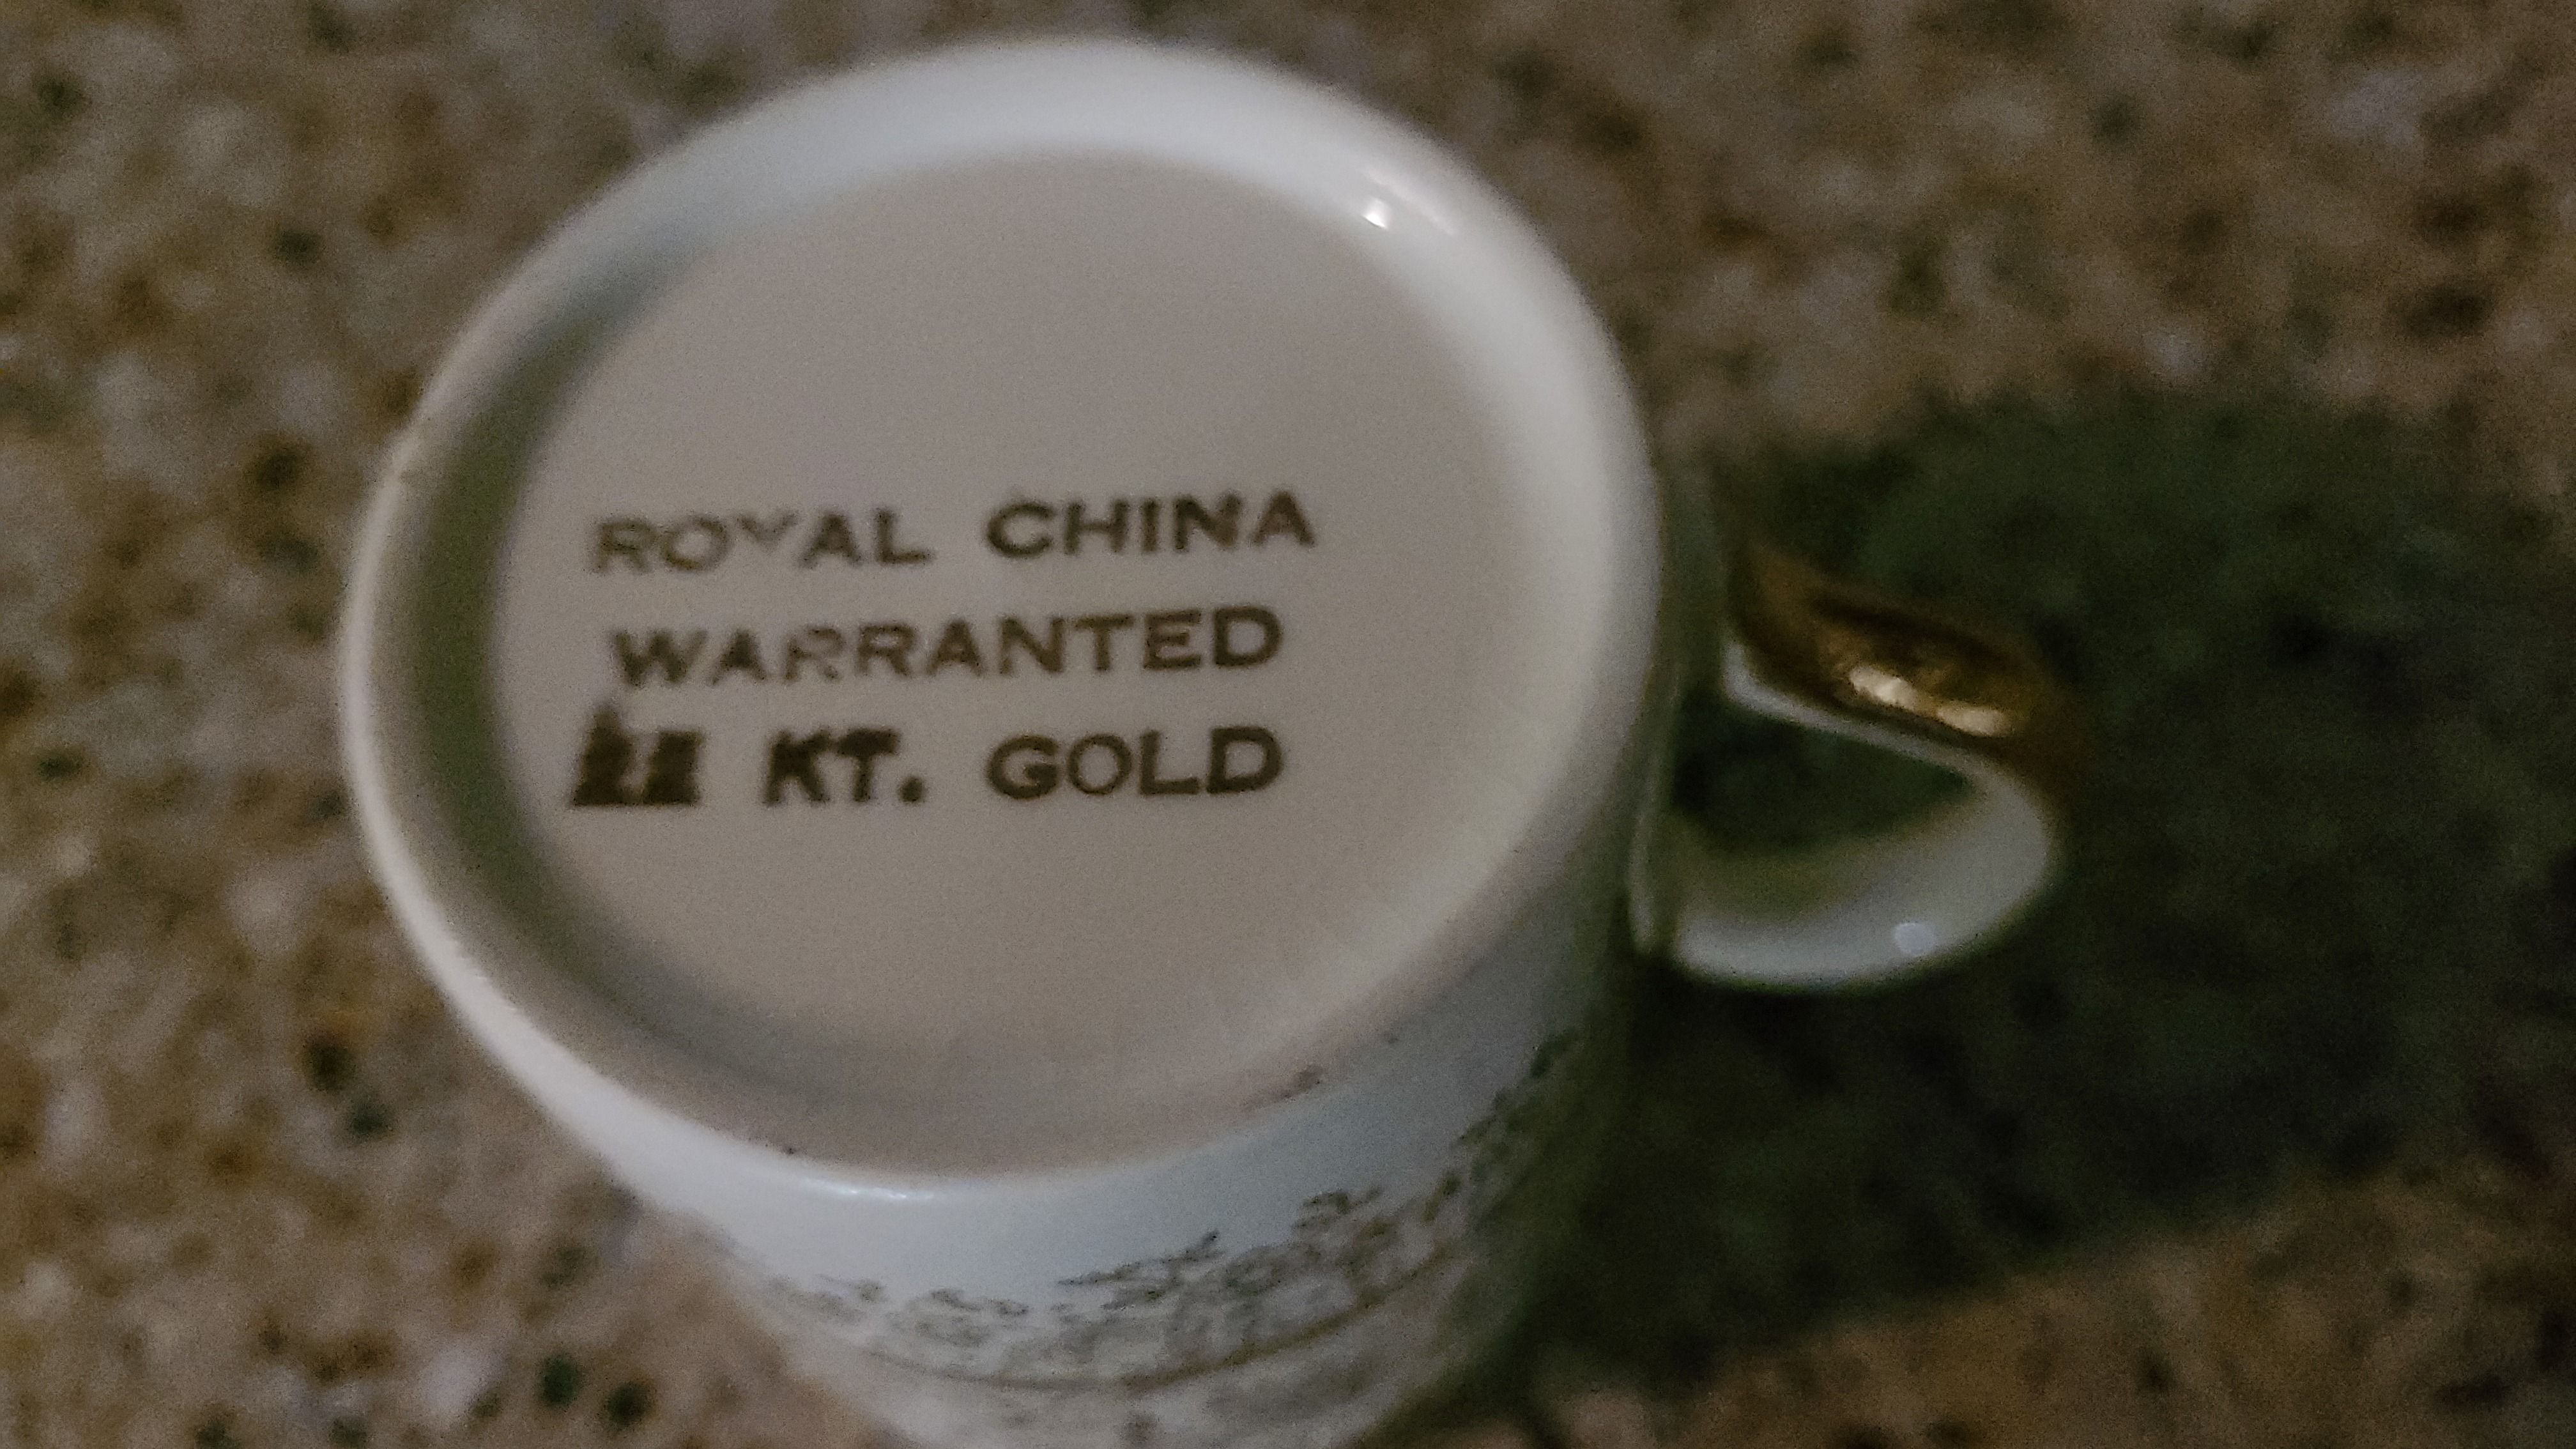 ROYAL CHINA
WARRANTED
KT. GOLD